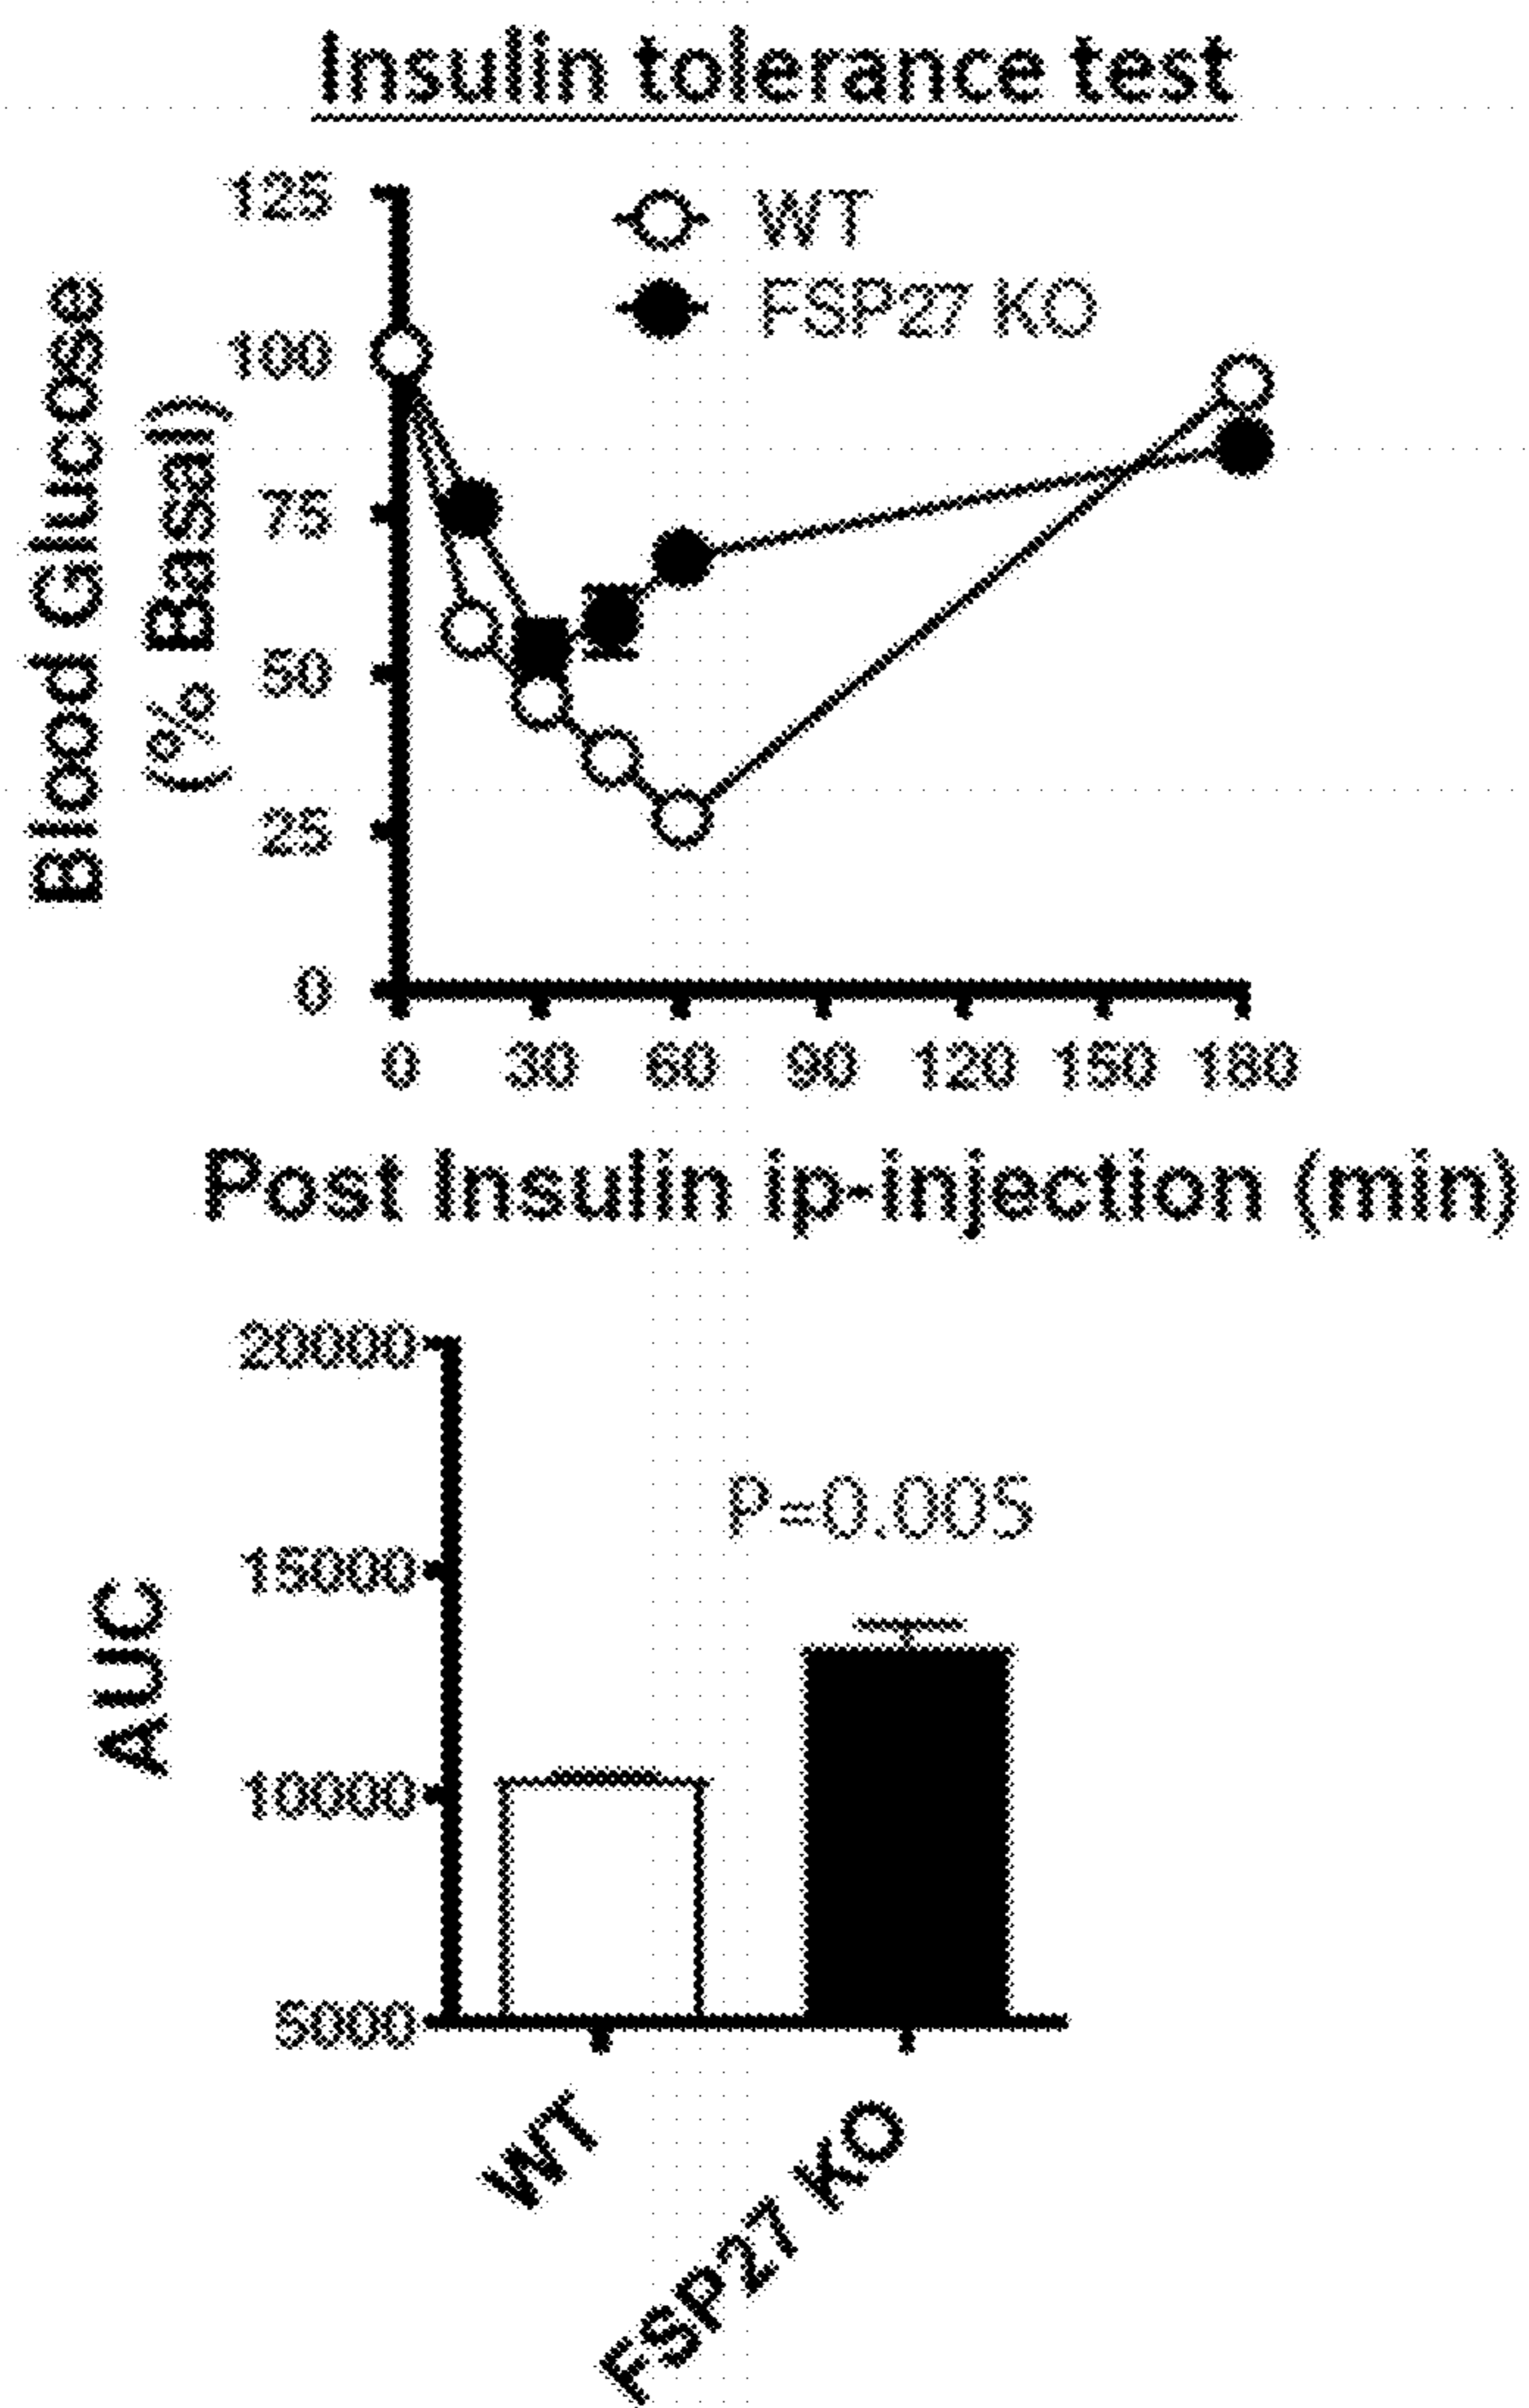 Insulin tolerance test
WT
FSP27 KO
Blood Glucose
(% Basal)
125
100
75
50
25
0
0 30 60 90 120 150 180
Post Insulin ip-injection (min)
AUC
20000
15000
10000
5000
P=0.005
WT
FSP27 KO